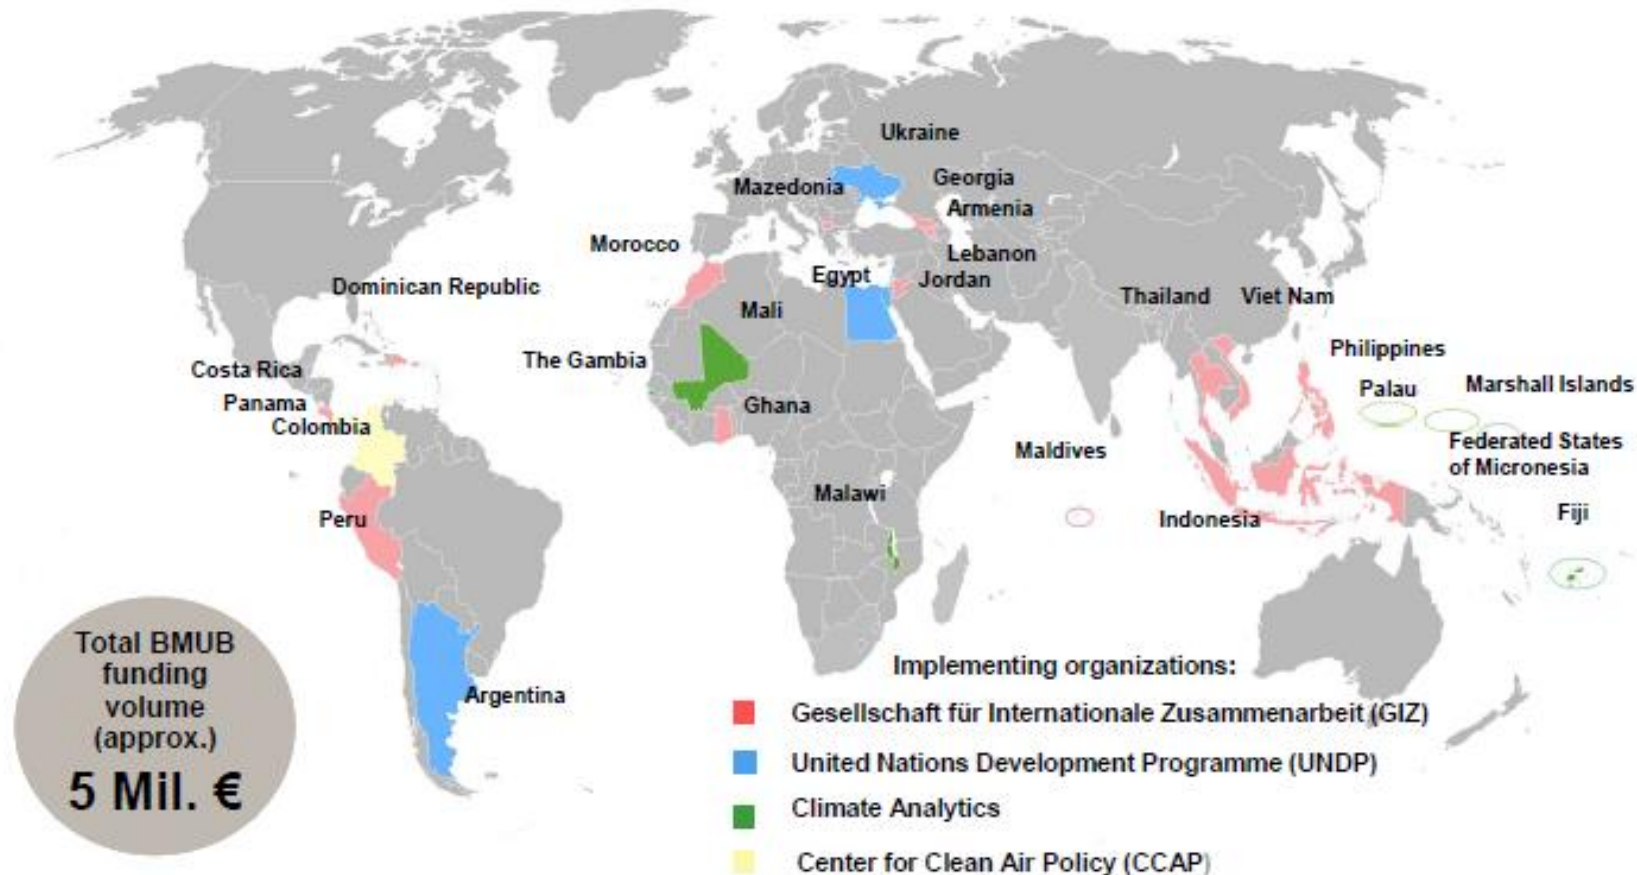 Ukraine
Georgia
Mazedonia
Armenia
Morocco
Lebanon
Egypt
Jordan
Dominican Republic
Thailand
Viet Nam
Mali
Philippines
The Gambia
Costa Rica
Palau
Marshall Islands
Panama
Ghana
Colombia
Maldives
Federated States
of Micronesia
Malawi
Peru
Indonesia
Fiji
Total BMUB
funding
volume
(approx.)
5 Mil. €
Argentina
Implementing organizations:
Gesellschaft für Internationale Zusammenarbeit (GIZ)
United Nations Development Programme (UNDP)
Climate Analytics
Center for Clean Air Policy (CCAP)